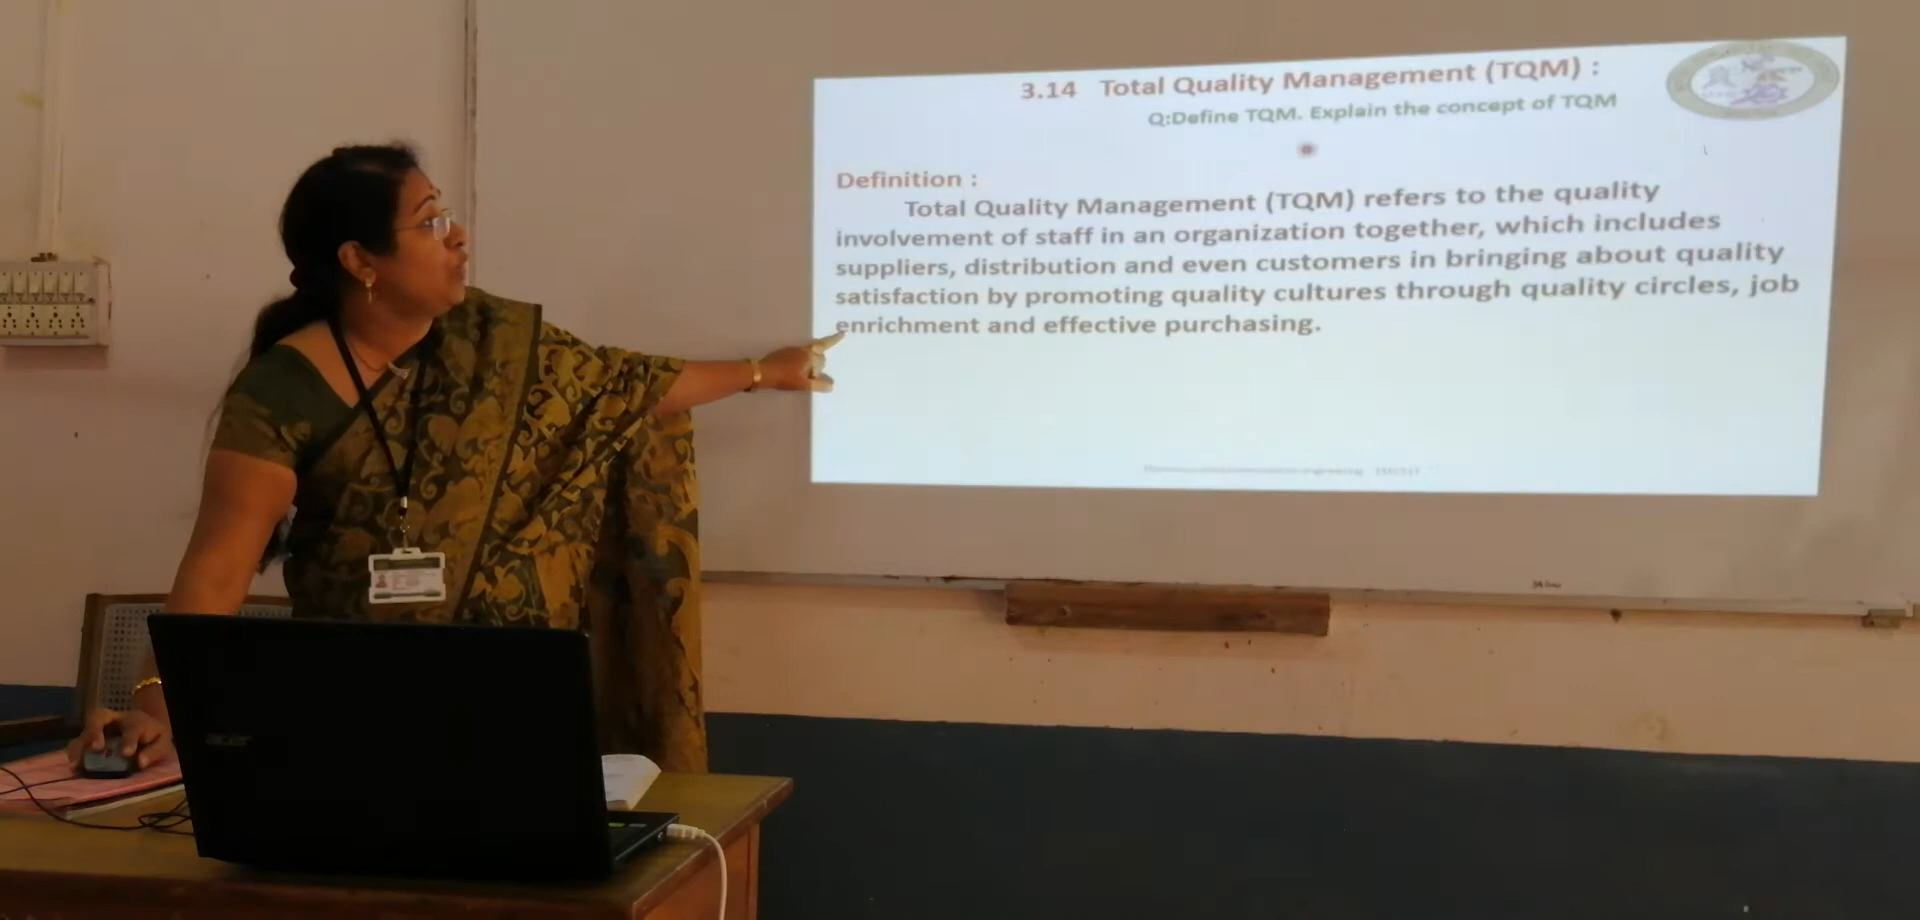 3.14 Total Quality Management (TQM) :
Q:Define TQM. Explain the concept of TQM
Definition :
Total Quality Management (TQM) refers to the quality
involvement of staff in an organization together, which includes
suppliers, distribution and even customers in bringing about quality
satisfaction by promoting quality cultures through quality circles, job
enrichment and effective purchasing.
acer